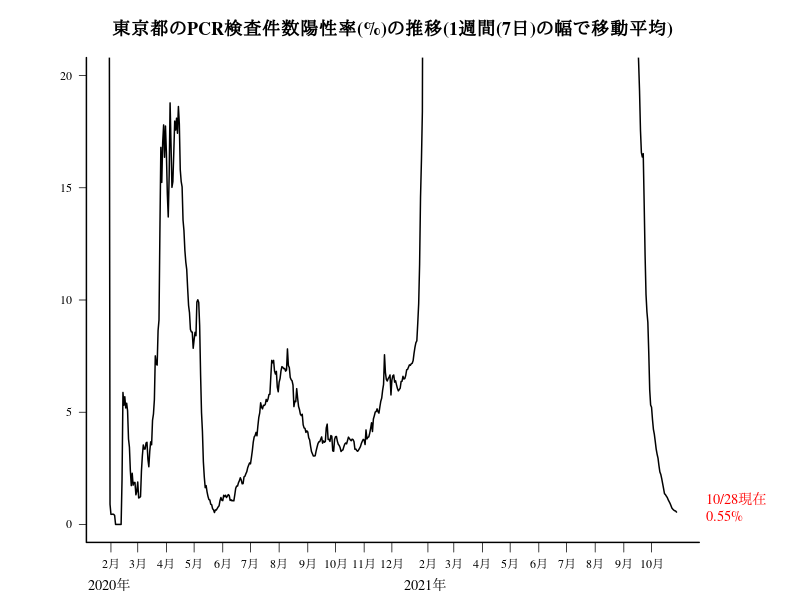 東京都のPCR検査件数陽性率(%)の推移(1週間(7日)の幅で移動平均)
20
15
10
5
0
10/28現在
0.55%
2月 3月 4月 5月 6月 7月 8月 9月 10月 11月 12月 2月 3月 4月 5月 6月 7月 8月 9月 10月
2020年 2021年